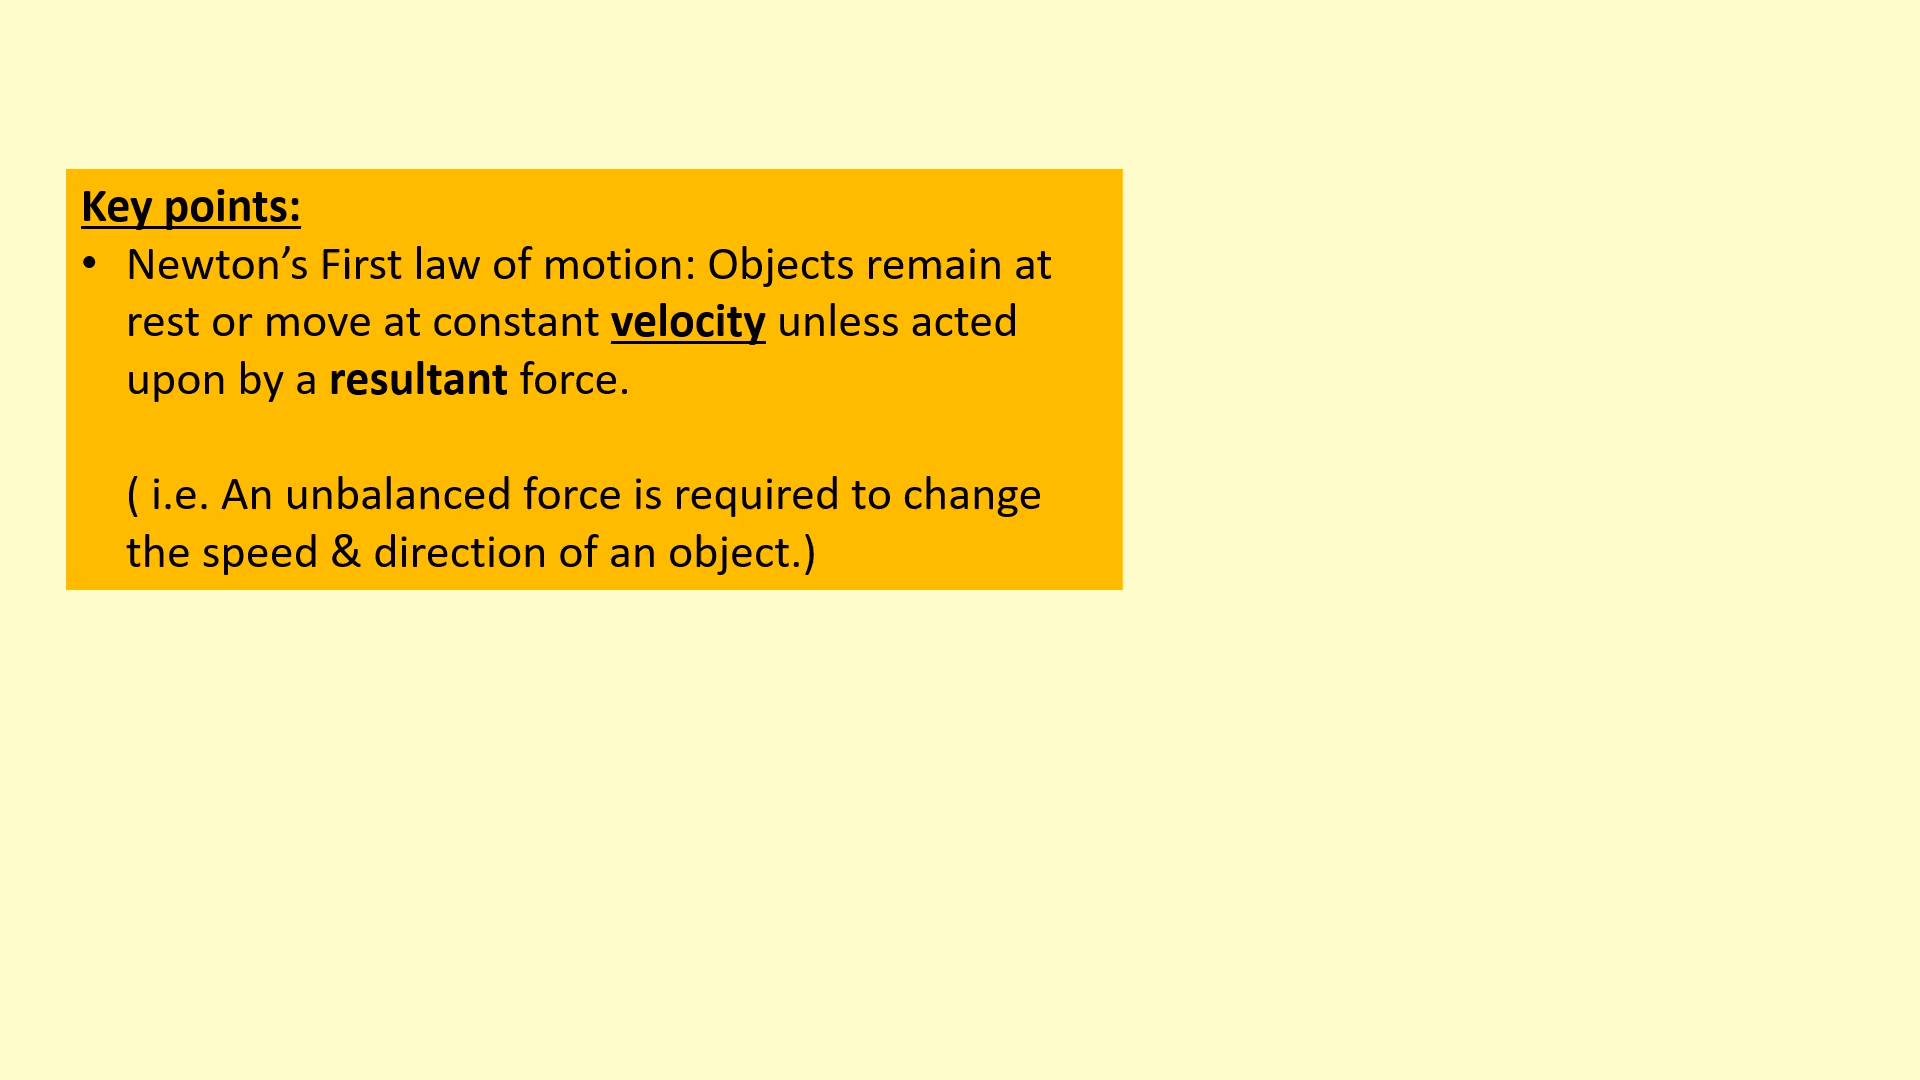 Key points:
• Newton’s First law of motion: Objects remain at
rest or move at constant velocity unless acted
upon by a resultant force.
( i.e. An unbalanced force is required to change
the speed & direction of an object.)